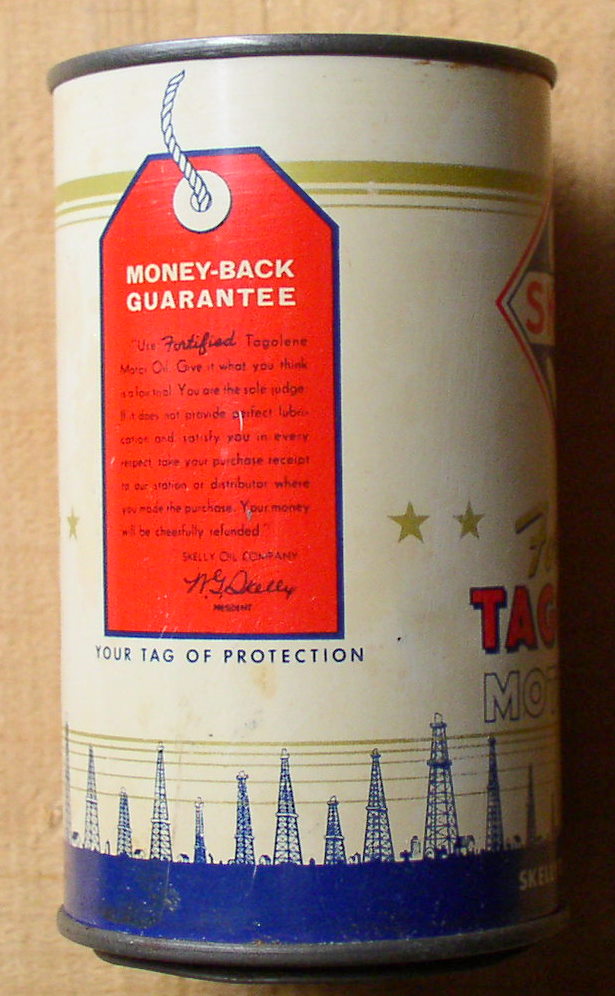 MONEY-BACK
GUARANTEE
"Use Fortified Tagolene
Motor Oil. Give it what you think
is a fair trial. You are the sole judge.
If it does not provide perfect lubri-
cation and satisfy you in every
respect take your purchase receipt
to our station or distributor where
you made the purchase. Your money
will be cheerfully refunded."
SKELLY OIL COMPANY
W.G. Skelly
PRESIDENT
YOUR TAG OF PROTECTION
S
TAG
MOT
SKELL